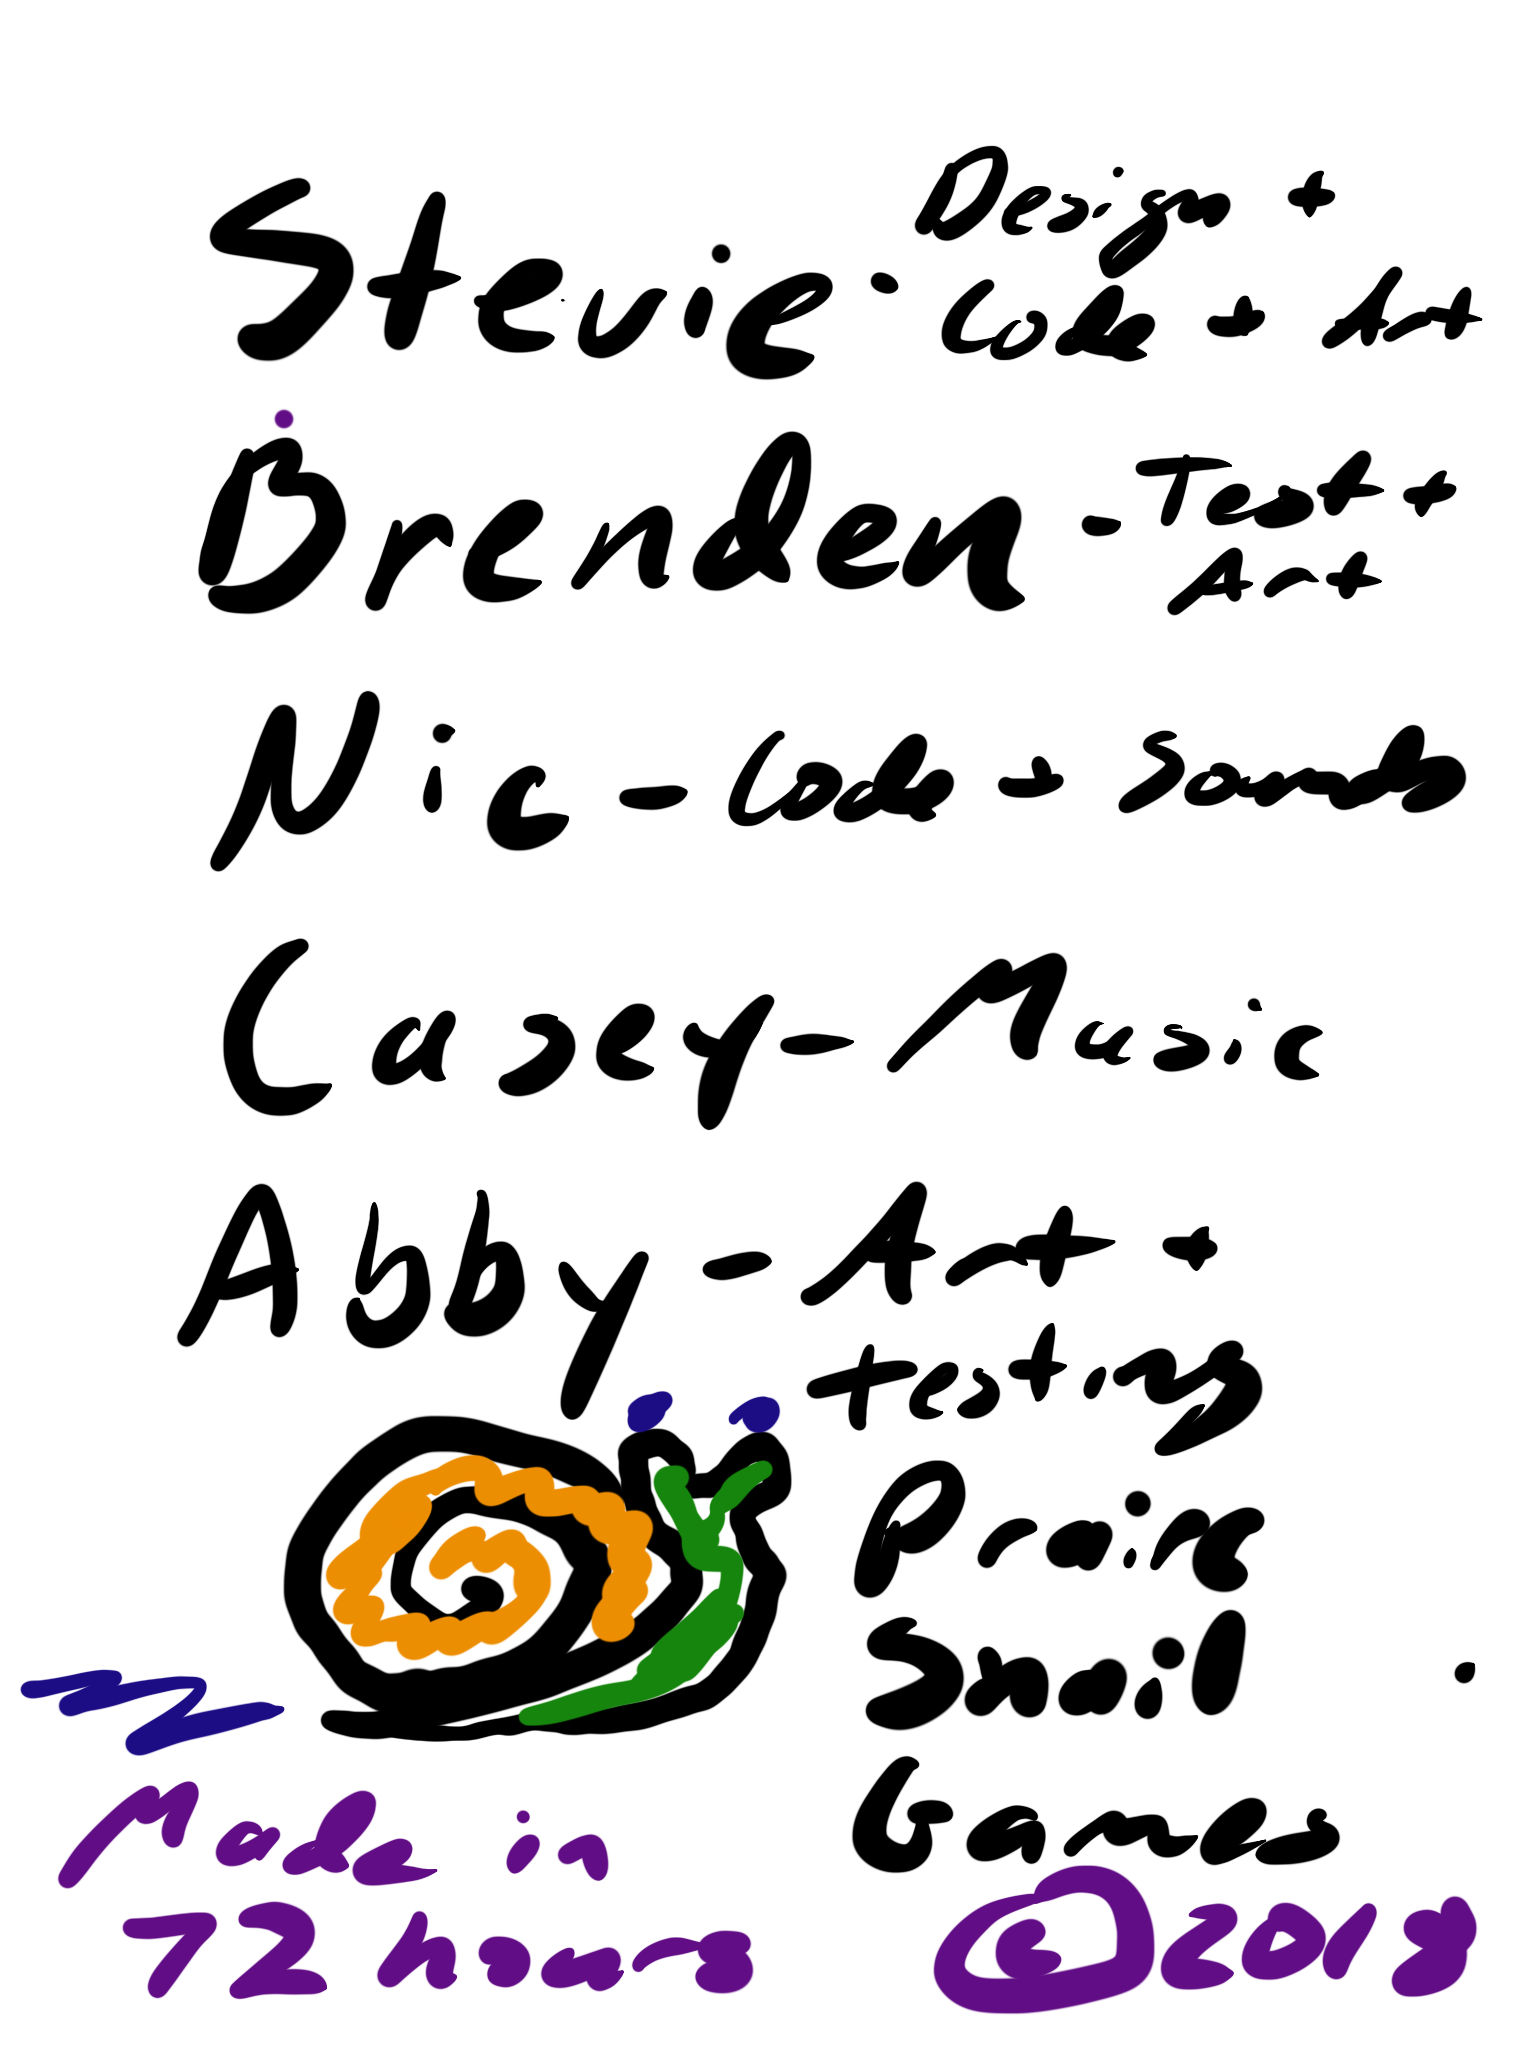 Stevie - Design +
Code + Art
Brenden - Test +
Art
Nic - Code + Sounds
Casey - Music
Abby - Art +
testing
Praire
Snail
Games
Made in
72 hours
© 2018